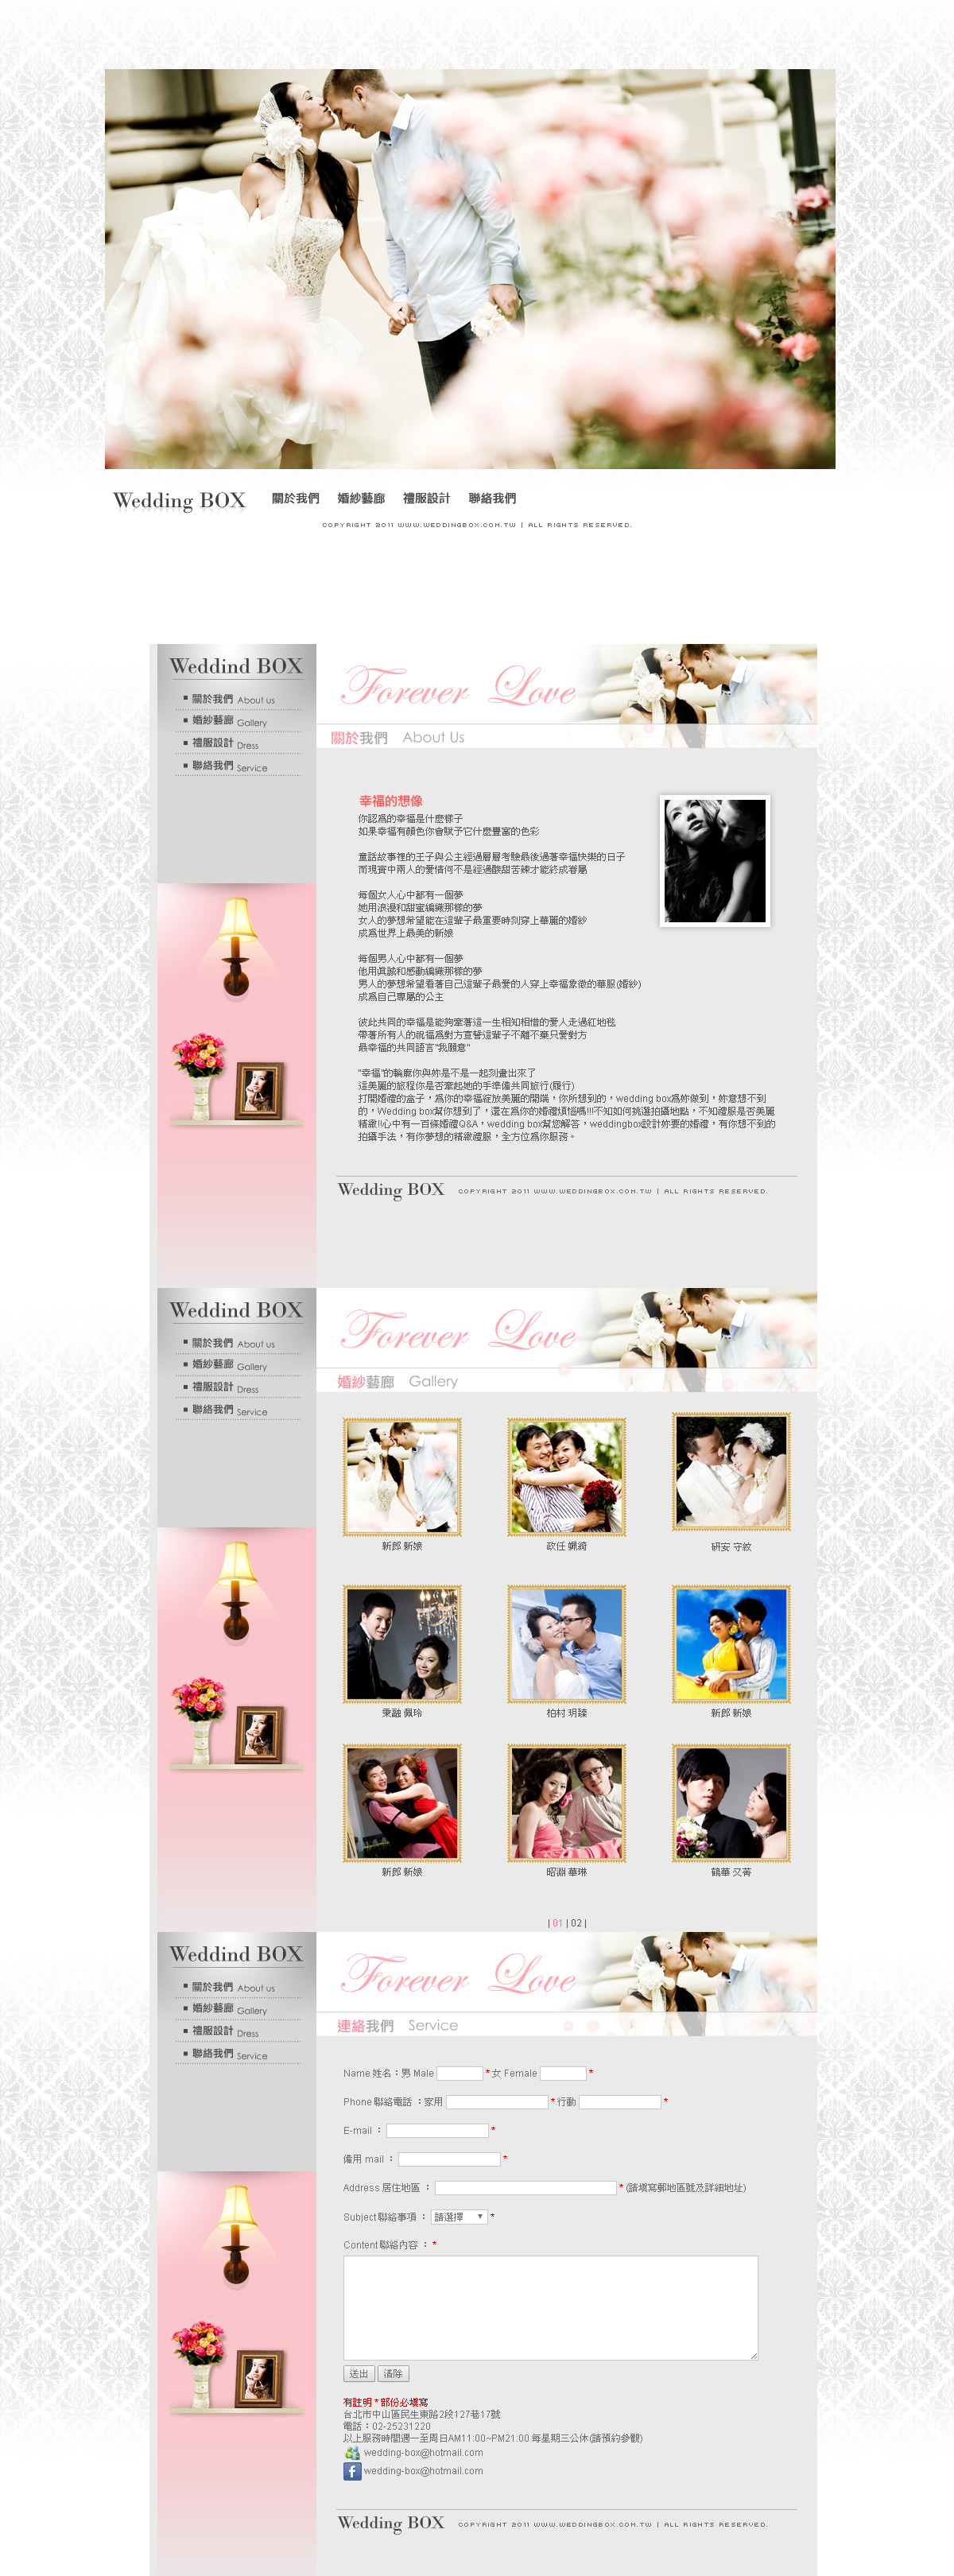 Wedding BOX
關於我們 婚紗藝廊 禮服設計 聯絡我們
COPYRIGHT 2011 WWW.WEDDINGBOX.COM.TW | ALL RIGHTS RESERVED.
Weddind BOX
關於我們 About us
婚紗藝廊 Gallery
禮服設計 Dress
聯絡我們 Service
Forever Love
關於我們 About Us
幸福的想像
你認為的幸福是什麼樣子
如果幸福有顏色你會賦予它什麼豐富的色彩
童話故事裡的王子與公主經過層層考驗最後過著幸福快樂的日子
而現實中兩人的愛情何不是經過酸甜苦辣才能終成眷屬
每個女人心中都有一個夢
她用浪漫和甜蜜編織那樣的夢
女人的夢想希望能在這輩子最重要時刻穿上華麗的婚紗
成為世界上最美的新娘
每個男人心中都有一個夢
他用真誠和感動編織那樣的夢
男人的夢想希望看著自己這輩子最愛的人穿上幸福象徵的華服(婚紗)
成為自己專屬的公主
彼此共同的幸福是能夠牽著這一生相知相惜的愛人走過紅地毯
帶著所有人的祝福為對方宣誓這輩子不離不棄只愛對方
最幸福的共同語言"我願意"
"幸福"的輪廓你與妳是不是一起刻畫出來了
這美麗的旅程你是否牽起她的手準備共同旅行(履行)
打開婚禮的盒子，為你的幸福綻放美麗的開端，你所想到的，wedding box為妳做到，妳意想不到
的，Wedding box幫你想到了，還在為你的婚禮煩惱嗎!!!不知如何挑選拍攝地點，不知禮服是否美麗
精緻!!心中有一百條婚禮Q&A，wedding box幫您解答，weddingbox設計妳要的婚禮，有你想不到的
拍攝手法，有你夢想的精緻禮服，全方位為你服務。
Wedding BOX COPYRIGHT 2011 WWW.WEDDINGBOX.COM.TW | ALL RIGHTS RESERVED.
Weddind BOX
關於我們 About us
婚紗藝廊 Gallery
禮服設計 Dress
聯絡我們 Service
Forever Love
婚紗藝廊 Gallery
新郎 新娘
政任 姵綺
研安 守紋
秉融 佩玲
柏村 玥臻
新郎 新娘
新郎 新娘
昭淵 華琳
鶴華 又菁
| 01 | 02 |
Weddind BOX
關於我們 About us
婚紗藝廊 Gallery
禮服設計 Dress
聯絡我們 Service
Forever Love
連絡我們 Service
Name 姓名：男 Male * 女 Female *
Phone 聯絡電話 ：家用 * 行動 *
E-mail ： *
備用 mail ： *
Address 居住地區 ： * (請填寫郵地區號及詳細地址)
Subject 聯絡事項 ： 請選擇 *
Content 聯絡內容 ： *
送出 清除
有註明 * 部份必填寫
台北市中山區民生東路2段127巷17號
電話：02-25231220
以上服務時間週一至周日AM11:00~PM21:00 每星期三公休(請預約參觀)
wedding-box@hotmail.com
wedding-box@hotmail.com
Wedding BOX COPYRIGHT 2011 WWW.WEDDINGBOX.COM.TW | ALL RIGHTS RESERVED.